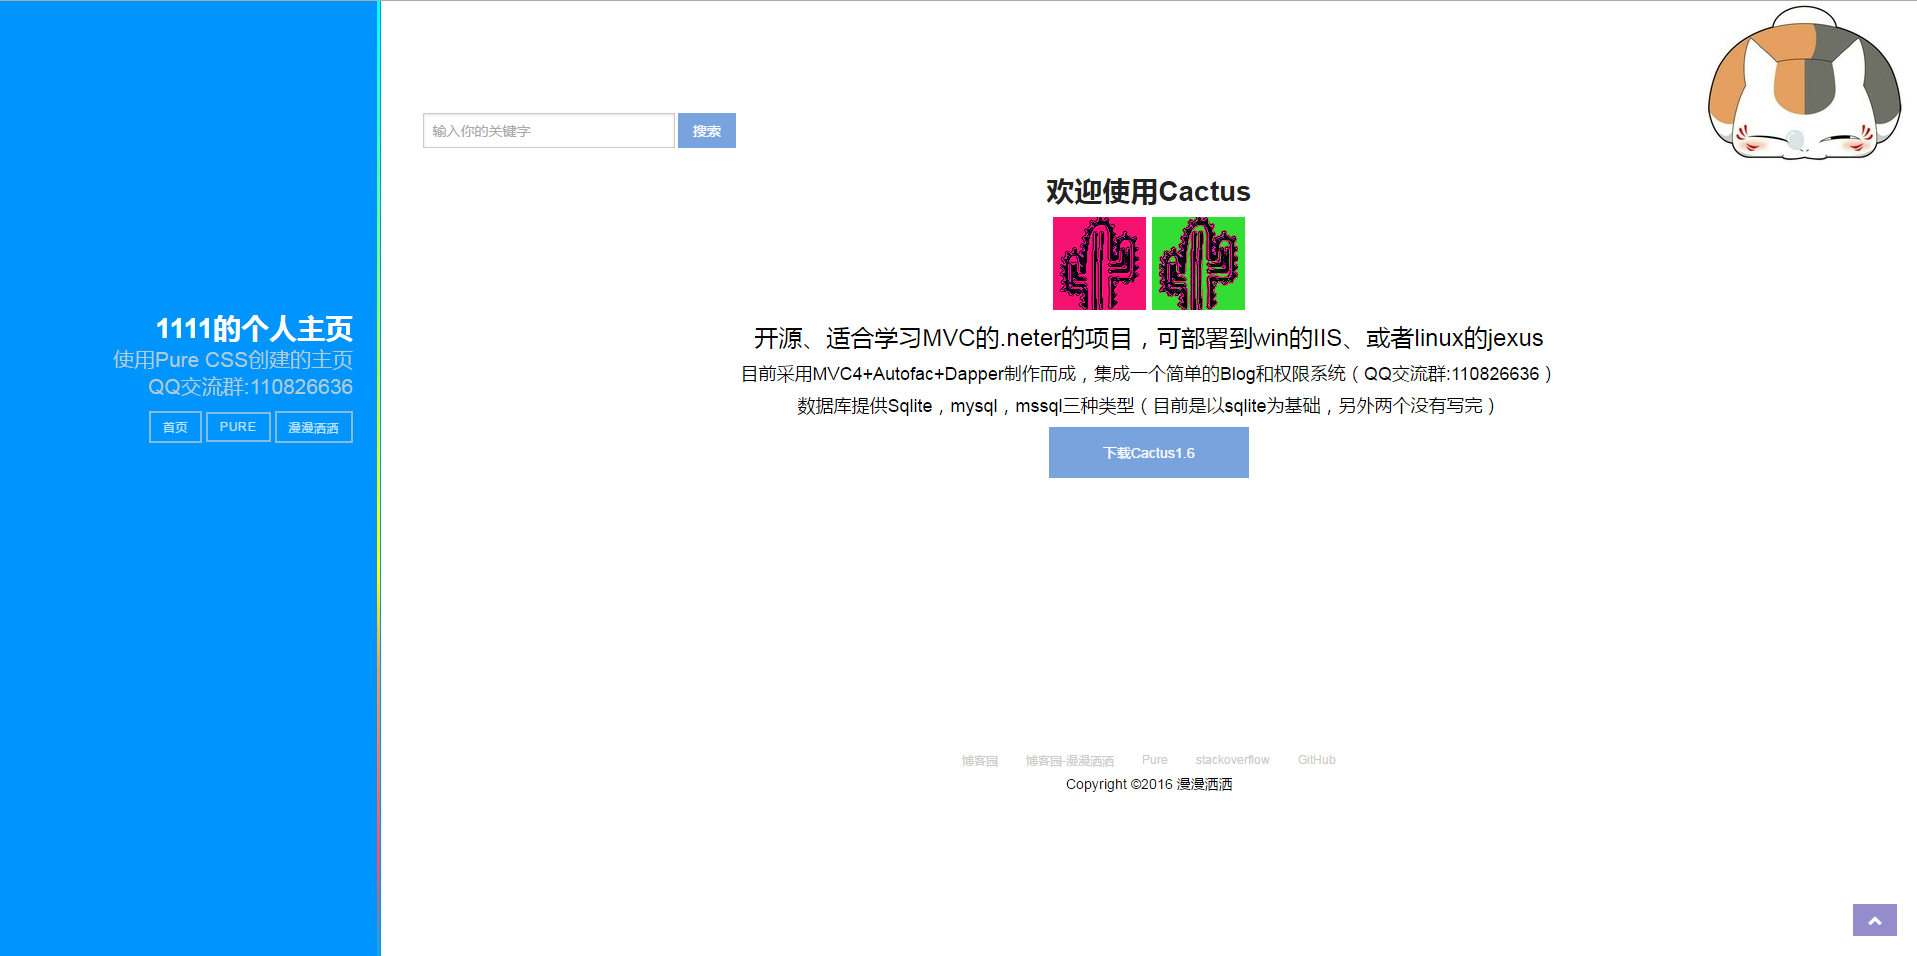 1111的个人主页
使用Pure CSS创建的主页
QQ交流群:110826636
首页 PURE 漫漫洒洒
输入你的关键字 搜索
欢迎使用Cactus
开源、适合学习MVC的.neter的项目，可部署到win的IIS、或者linux的jexus
目前采用MVC4+Autofac+Dapper制作而成，集成一个简单的Blog和权限系统（QQ交流群:110826636）
数据库提供Sqlite，mysql，mssql三种类型（目前是以sqlite为基础，另外两个没有写完）
下载Cactus1.6
博客园 博客园-漫漫洒洒 Pure stackoverflow GitHub
Copyright ©2016 漫漫洒洒